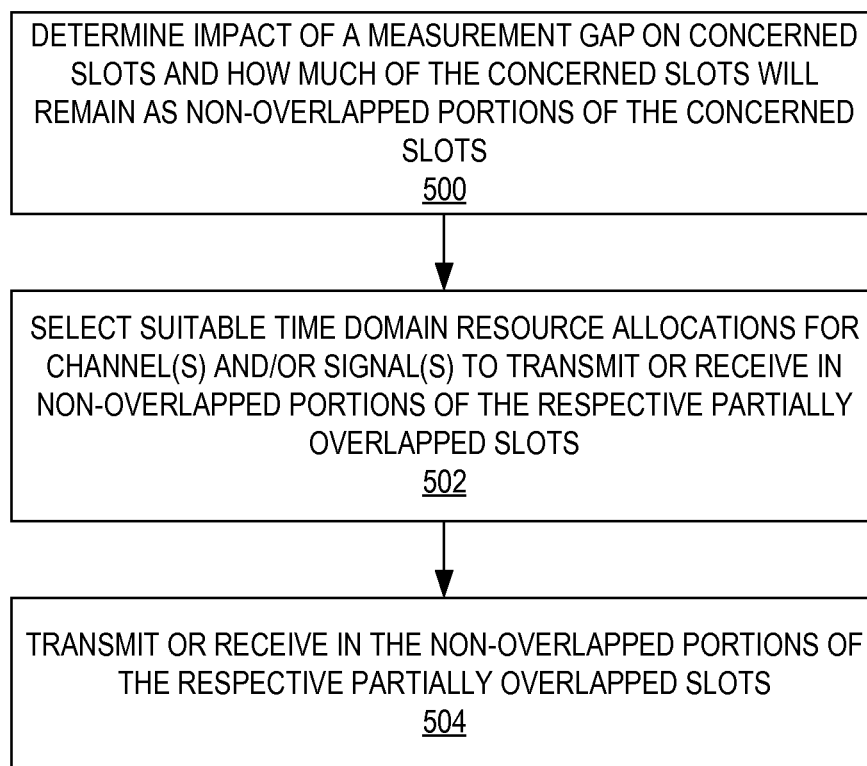 DETERMINE IMPACT OF A MEASUREMENT GAP ON CONCERNED
SLOTS AND HOW MUCH OF THE CONCERNED SLOTS WILL
REMAIN AS NON-OVERLAPPED PORTIONS OF THE CONCERNED
SLOTS
500
SELECT SUITABLE TIME DOMAIN RESOURCE ALLOCATIONS FOR
CHANNEL(S) AND/OR SIGNAL(S) TO TRANSMIT OR RECEIVE IN
NON-OVERLAPPED PORTIONS OF THE RESPECTIVE PARTIALLY
OVERLAPPED SLOTS
502
TRANSMIT OR RECEIVE IN THE NON-OVERLAPPED PORTIONS OF
THE RESPECTIVE PARTIALLY OVERLAPPED SLOTS
504